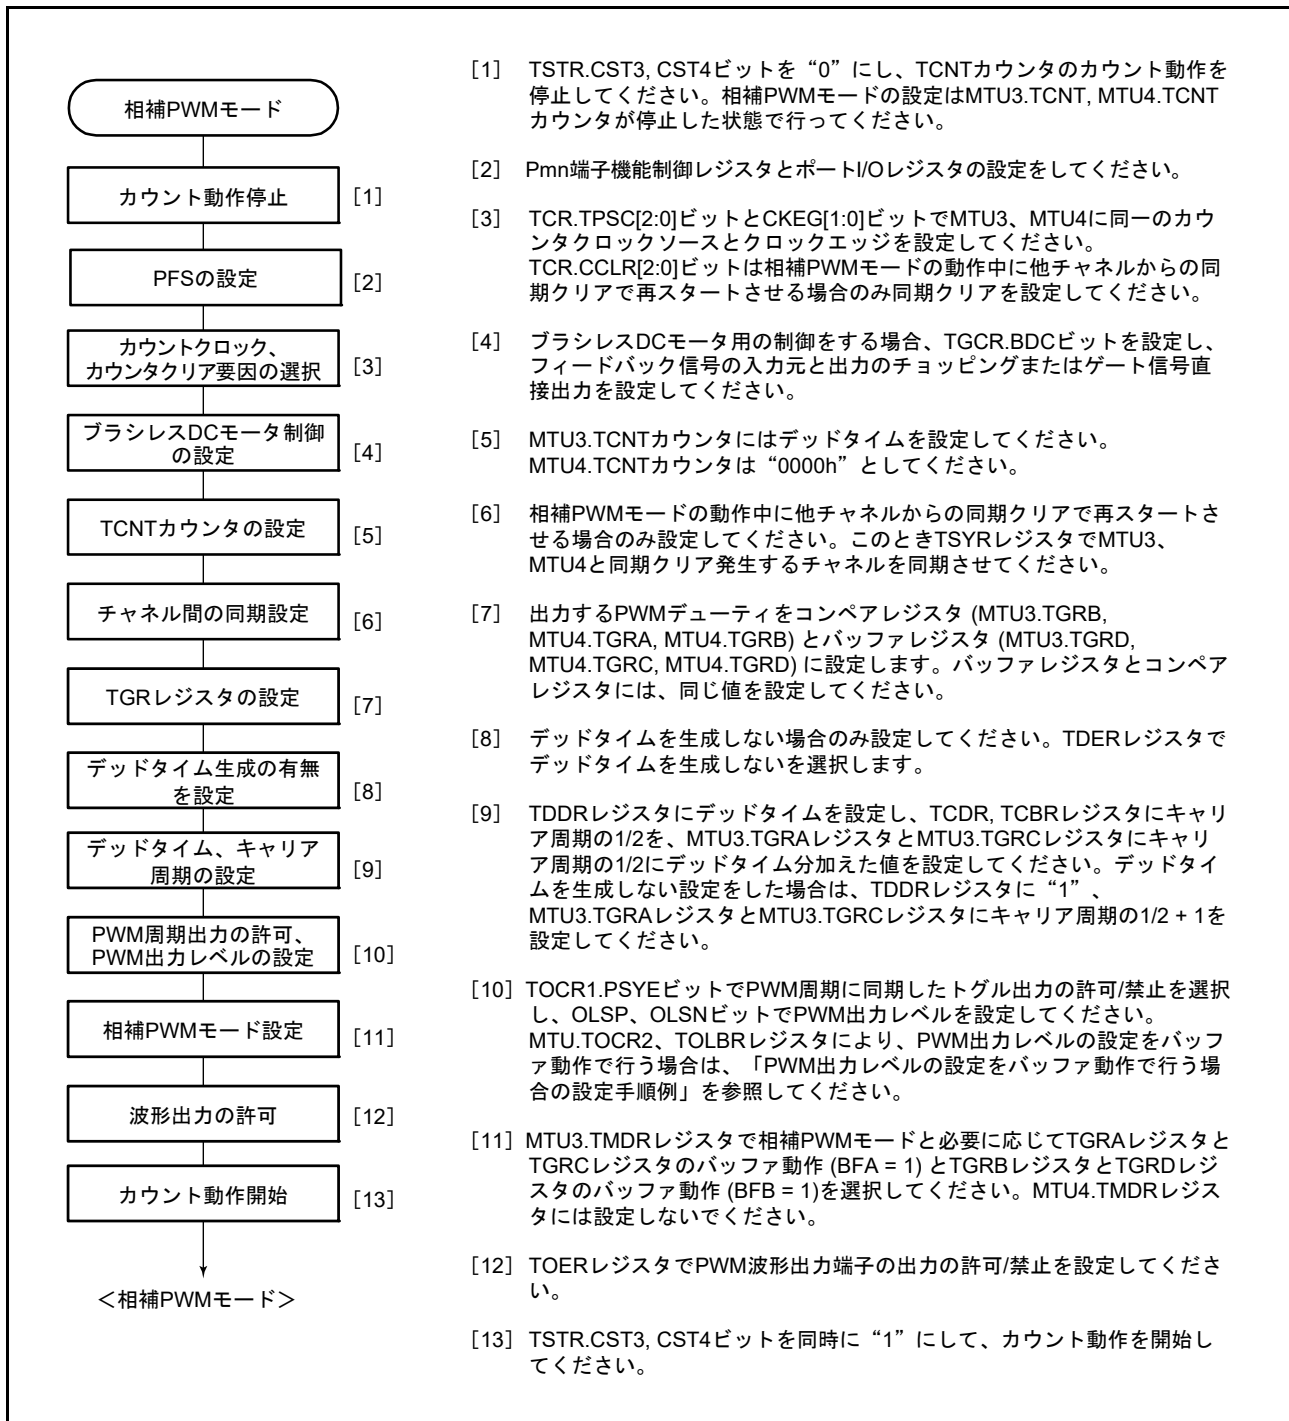 相補PWMモード
カウント動作停止
[1]
PFSの設定
[2]
カウントクロック、
カウンタクリア要因の選択
[3]
ブラシレスDCモータ制御
の設定
[4]
TCNTカウンタの設定
[5]
チャネル間の同期設定
[6]
TGRレジスタの設定
[7]
デッドタイム生成の有無
を設定
[8]
デッドタイム、キャリア
周期の設定
[9]
PWM周期出力の許可、
PWM出力レベルの設定
[10]
相補PWMモード設定
[11]
波形出力の許可
[12]
カウント動作開始
[13]
＜相補PWMモード＞
[1] TSTR.CST3, CST4ビットを“0”にし、TCNTカウンタのカウント動作を
停止してください。相補PWMモードの設定はMTU3.TCNT, MTU4.TCNT
カウンタが停止した状態で行ってください。
[2] Pmn端子機能制御レジスタとポートI/Oレジスタの設定をしてください。
[3] TCR.TPSC[2:0]ビットとCKEG[1:0]ビットでMTU3、MTU4に同一のカウ
ンタクロックソースとクロックエッジを設定してください。
TCR.CCLR[2:0]ビットは相補PWMモードの動作中に他チャネルからの同
期クリアで再スタートさせる場合のみ同期クリアを設定してください。
[4] ブラシレスDCモータ用の制御をする場合、TGCR.BDCビットを設定し、
フィードバック信号の入力元と出力のチョッピングまたはゲート信号直
接出力を設定してください。
[5] MTU3.TCNTカウンタにはデッドタイムを設定してください。
MTU4.TCNTカウンタは“0000h”としてください。
[6] 相補PWMモードの動作中に他チャネルからの同期クリアで再スタートさ
せる場合のみ設定してください。このときTSYRレジスタでMTU3、
MTU4と同期クリア発生するチャネルを同期させてください。
[7] 出力するPWMデューティをコンペアレジスタ (MTU3.TGRB,
MTU4.TGRA, MTU4.TGRB) とバッファレジスタ (MTU3.TGRD,
MTU4.TGRC, MTU4.TGRD) に設定します。バッファレジスタとコンペア
レジスタには、同じ値を設定してください。
[8] デッドタイムを生成しない場合のみ設定してください。TDERレジスタで
デッドタイムを生成しないを選択します。
[9] TDDRレジスタにデッドタイムを設定し、TCDR, TCBRレジスタにキャリ
ア周期の1/2を、MTU3.TGRAレジスタとMTU3.TGRCレジスタにキャリ
ア周期の1/2にデッドタイム分加えた値を設定してください。デッドタイ
ムを生成しない設定をした場合は、TDDRレジスタに“1”、
MTU3.TGRAレジスタとMTU3.TGRCレジスタにキャリア周期の1/2 + 1を
設定してください。
[10] TOCR1.PSYEビットでPWM周期に同期したトグル出力の許可/禁止を選択
し、OLSP、OLSNビットでPWM出力レベルを設定してください。
MTU.TOCR2、TOLBRレジスタにより、PWM出力レベルの設定をバッフ
ァ動作で行う場合は、「PWM出力レベルの設定をバッファ動作で行う場
合の設定手順例」を参照してください。
[11] MTU3.TMDRレジスタで相補PWMモードと必要に応じてTGRAレジスタと
TGRCレジスタのバッファ動作 (BFA = 1) とTGRBレジスタとTGRDレジ
スタのバッファ動作 (BFB = 1)を選択してください。MTU4.TMDRレジス
タには設定しないでください。
[12] TOERレジスタでPWM波形出力端子の出力の許可/禁止を設定してくださ
い。
[13] TSTR.CST3, CST4ビットを同時に“1”にして、カウント動作を開始し
てください。